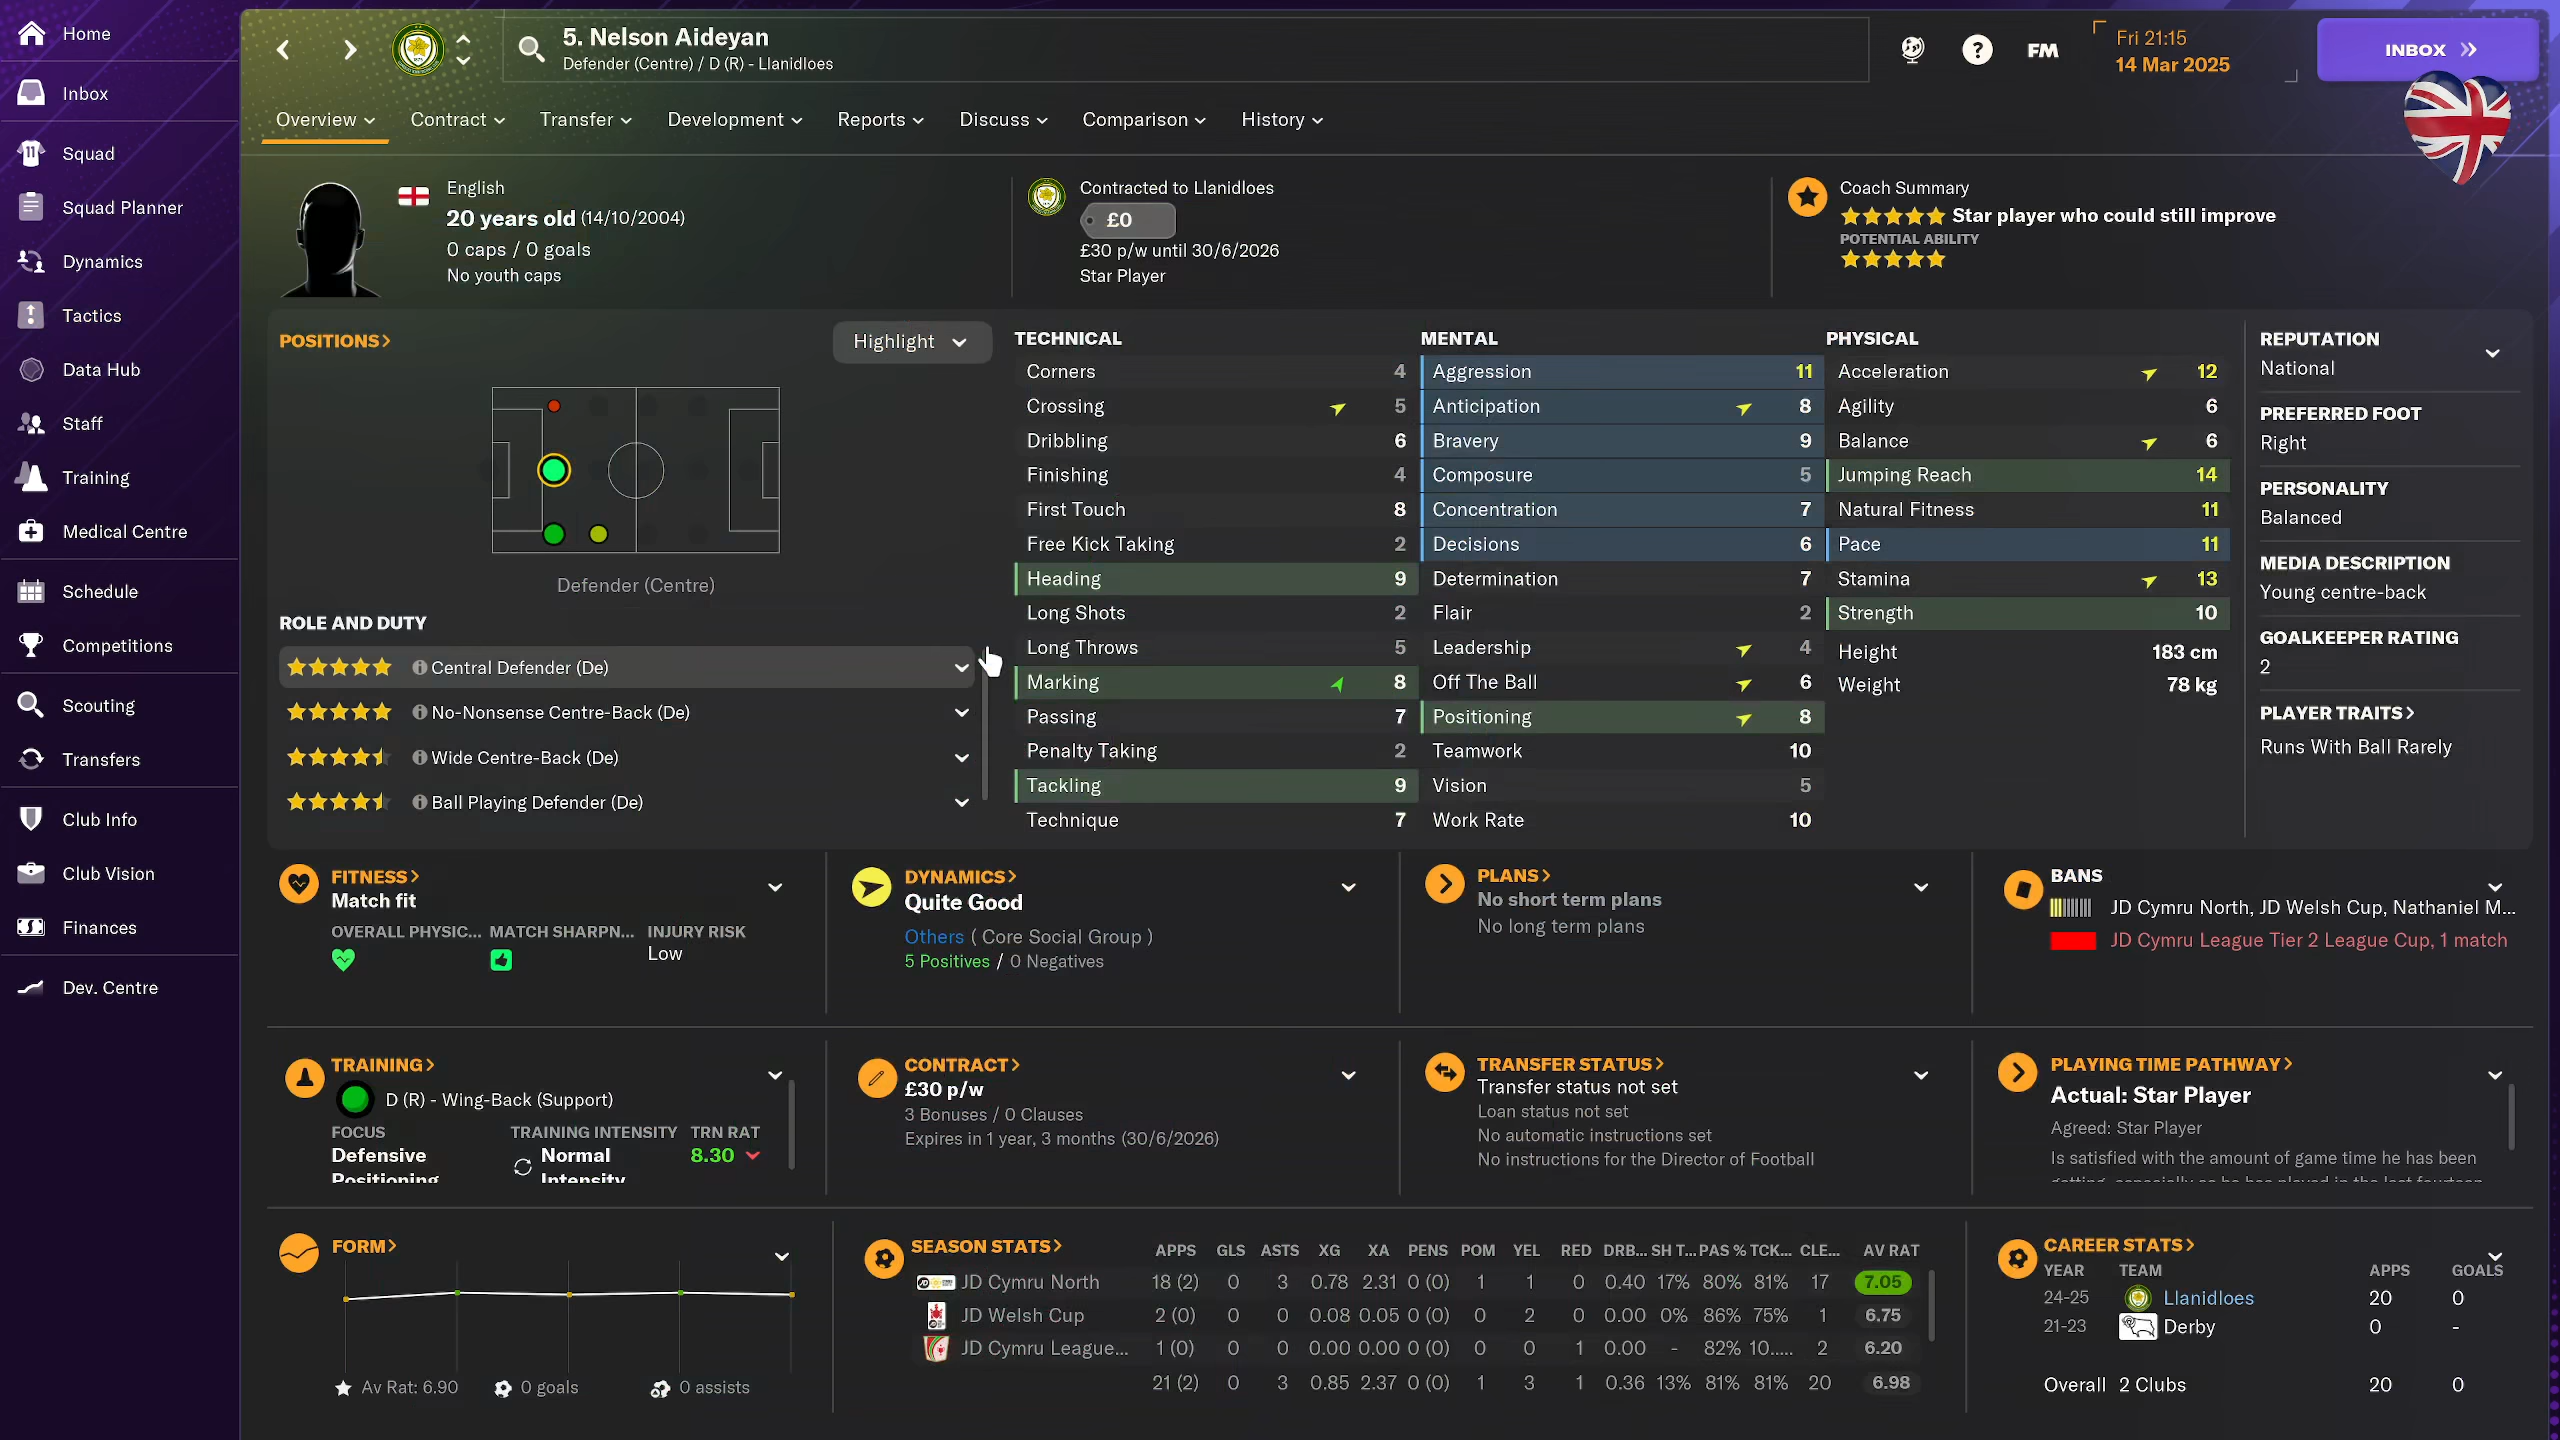 Home
Inbox
Squad
Squad Planner
Dynamics
Tactics
Data Hub
Staff
Training
Medical Centre
Schedule
Competitions
Scouting
Transfers
Club Info
Club Vision
Finances
Dev. Centre
5. Nelson Aideyan
Defender (Centre) / D (R) - Llanidloes
?
FM
Fri 21:15
14 Mar 2025
INBOX
Overview
Contract
Transfer
Development
Reports
Discuss
Comparison
History
English
20 years old (14/10/2004)
0 caps / 0 goals
No youth caps
Contracted to Llanidloes
£0
£30 p/w until 30/6/2026
Star Player
Coach Summary
Star player who could still improve
POTENTIAL ABILITY
POSITIONS>
Highlight
Defender (Centre)
ROLE AND DUTY
Central Defender (De)
No-Nonsense Centre-Back (De)
Wide Centre-Back (De)
Ball Playing Defender (De)
TECHNICAL
Corners 4
Crossing 5
Dribbling 6
Finishing 4
First Touch 8
Free Kick Taking 2
Heading 9
Long Shots 2
Long Throws 5
Marking 8
Passing 7
Penalty Taking 2
Tackling 9
Technique 7
MENTAL
Aggression 11
Anticipation 8
Bravery 9
Composure 5
Concentration 7
Decisions 6
Determination 7
Flair 2
Leadership 4
Off The Ball 6
Positioning 8
Teamwork 10
Vision 5
Work Rate 10
PHYSICAL
Acceleration 12
Agility 6
Balance 6
Jumping Reach 14
Natural Fitness 11
Pace 11
Stamina 13
Strength 10
Height 183 cm
Weight 78 kg
REPUTATION
National
PREFERRED FOOT
Right
PERSONALITY
Balanced
MEDIA DESCRIPTION
Young centre-back
GOALKEEPER RATING
2
PLAYER TRAITS>
Runs With Ball Rarely
FITNESS>
Match fit
OVERALL PHYSIC... MATCH SHARPN... INJURY RISK
Low
DYNAMICS>
Quite Good
Others ( Core Social Group )
5 Positives / 0 Negatives
PLANS>
No short term plans
No long term plans
BANS
JD Cymru North, JD Welsh Cup, Nathaniel M...
JD Cymru League Tier 2 League Cup, 1 match
TRAINING>
D (R) - Wing-Back (Support)
FOCUS TRAINING INTENSITY TRN RAT
Defensive Normal 8.30
Positioning Intensity
CONTRACT>
£30 p/w
3 Bonuses / 0 Clauses
Expires in 1 year, 3 months (30/6/2026)
TRANSFER STATUS>
Transfer status not set
Loan status not set
No automatic instructions set
No instructions for the Director of Football
PLAYING TIME PATHWAY>
Actual: Star Player
Agreed: Star Player
Is satisfied with the amount of game time he has been
getting, especially as he has played in the last fourteen
FORM>
Av Rat: 6.90 0 goals 0 assists
SEASON STATS> APPS GLS ASTS XG XA PENS POM YEL RED DRB... SH T... PAS % TCK... CLE... AV RAT
JD Cymru North 18 (2) 0 3 0.78 2.31 0 (0) 1 1 0 0.40 17% 80% 81% 17 7.05
JD Welsh Cup 2 (0) 0 0 0.08 0.05 0 (0) 0 2 0 0.00 0% 86% 75% 1 6.75
JD Cymru League... 1 (0) 0 0 0.00 0.00 0 (0) 0 0 1 0.00 - 82% 10..... 2 6.20
21 (2) 0 3 0.85 2.37 0 (0) 1 3 1 0.36 13% 81% 81% 20 6.98
CAREER STATS>
YEAR TEAM APPS GOALS
24-25 Llanidloes 20 0
21-23 Derby 0 -
Overall 2 Clubs 20 0